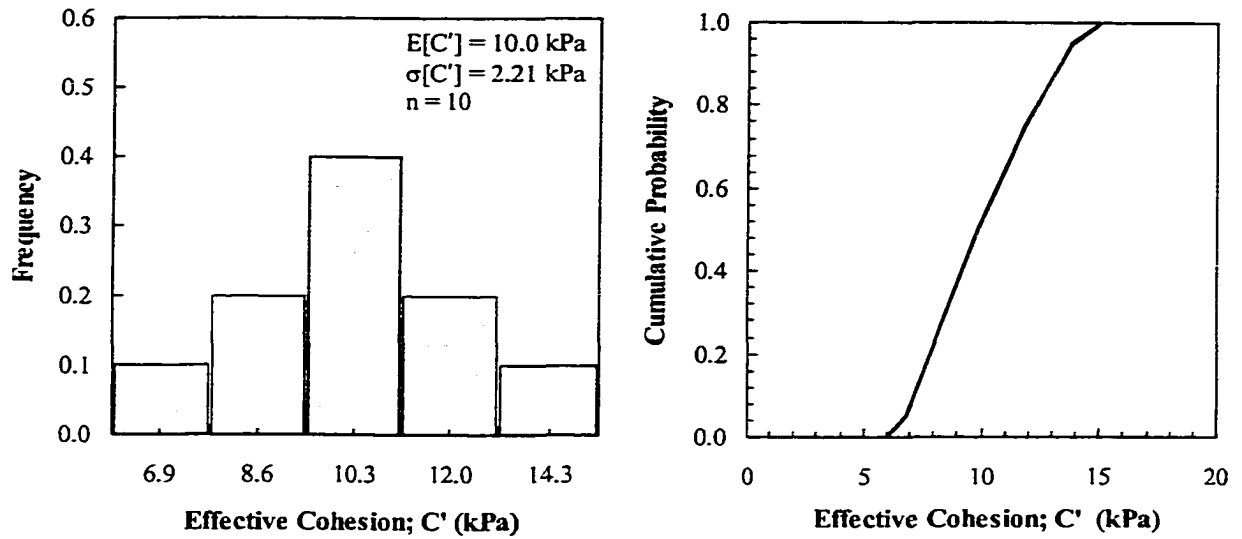 0.6
0.5
0.4
0.3
0.2
0.1
0.0
Frequency
E[C'] = 10.0 kPa
σ[C'] = 2.21 kPa
n = 10
6.9 8.6 10.3 12.0 14.3
Effective Cohesion; C' (kPa)
1.0
0.8
0.6
0.4
0.2
0.0
Cumulative Probability
0 5 10 15 20
Effective Cohesion; C' (kPa)